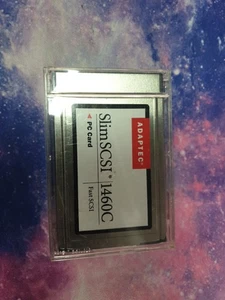 ADAPTEC
SlimSCSI® 1460C
Fast SCSI
PC Card